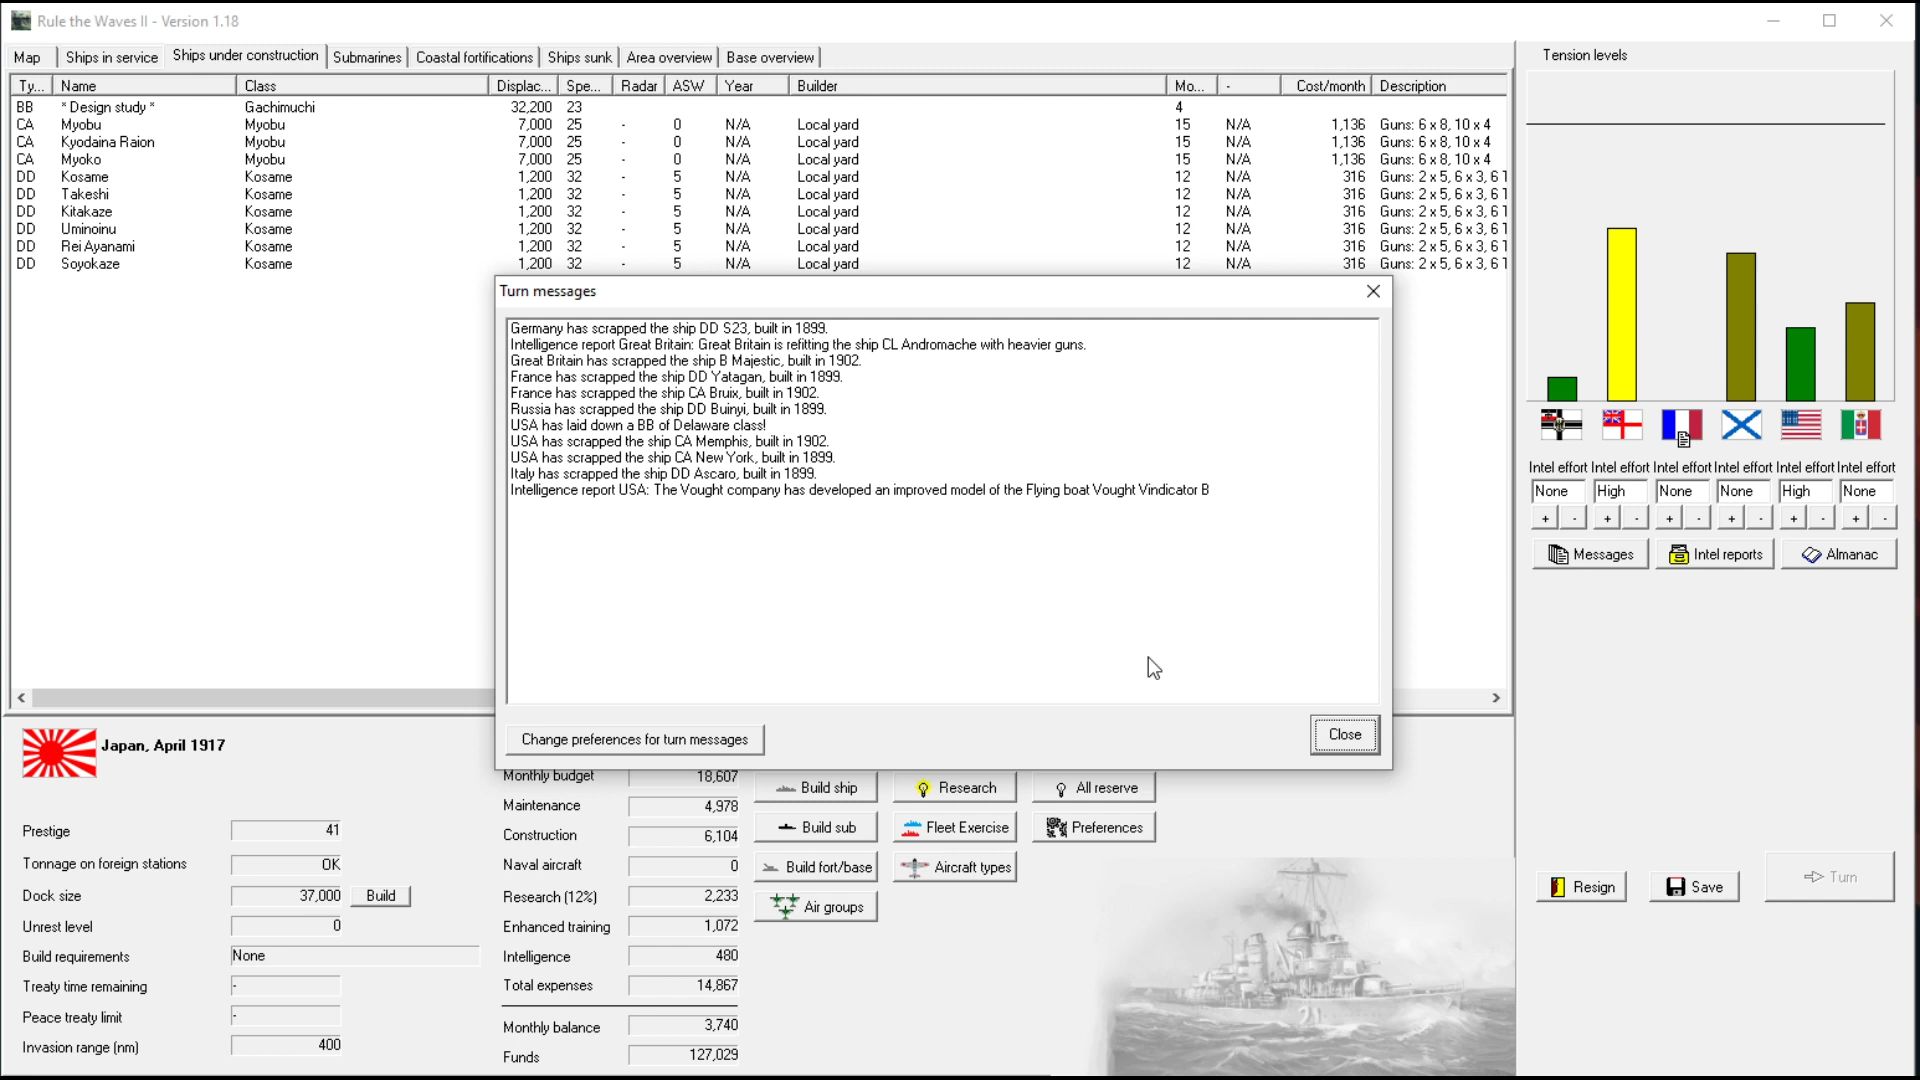 Rule the Waves II - Version 1.18
Map Ships in service Ships under construction Submarines Coastal fortifications Ships sunk Area overview Base overview
Ty... Name Class Displac... Spe... Radar ASW Year Builder Mo... - Cost/month Description
BB * Design study * Gachimuchi 32,200 23 4
CA Myobu Myobu 7,000 25 - 0 N/A Local yard 15 N/A 1,136 Guns: 6 x 8, 10 x 4
CA Kyodaina Raion Myobu 7,000 25 - 0 N/A Local yard 15 N/A 1,136 Guns: 6 x 8, 10 x 4
CA Myoko Myobu 7,000 25 - 0 N/A Local yard 15 N/A 1,136 Guns: 6 x 8, 10 x 4
DD Kosame Kosame 1,200 32 - 5 N/A Local yard 12 N/A 316 Guns: 2 x 5, 6 x 3, 6
DD Takeshi Kosame 1,200 32 - 5 N/A Local yard 12 N/A 316 Guns: 2 x 5, 6 x 3, 6
DD Kitakaze Kosame 1,200 32 - 5 N/A Local yard 12 N/A 316 Guns: 2 x 5, 6 x 3, 6
DD Uminoinu Kosame 1,200 32 - 5 N/A Local yard 12 N/A 316 Guns: 2 x 5, 6 x 3, 6
DD Rei Ayanami Kosame 1,200 32 - 5 N/A Local yard 12 N/A 316 Guns: 2 x 5, 6 x 3, 6
DD Soyokaze Kosame 1,200 32 - 5 N/A Local yard 12 N/A 316 Guns: 2 x 5, 6 x 3, 6
Turn messages
Germany has scrapped the ship DD S23, built in 1899.
Intelligence report Great Britain: Great Britain is refitting the ship CL Andromache with heavier guns.
Great Britain has scrapped the ship B Majestic, built in 1902.
France has scrapped the ship DD Yatagan, built in 1899.
France has scrapped the ship CA Bruix, built in 1902.
Russia has scrapped the ship DD Buinyi, built in 1899.
USA has laid down a BB of Delaware class!
USA has scrapped the ship CA Memphis, built in 1902.
USA has scrapped the ship CA New York, built in 1899.
Italy has scrapped the ship DD Ascaro, built in 1899.
Intelligence report USA: The Vought company has developed an improved model of the Flying boat Vought Vindicator B
Change preferences for turn messages Close
Tension levels
Intel effort Intel effort Intel effort Intel effort Intel effort Intel effort
None High None None High None
+ - + - + - + - + - + -
Messages Intel reports Almanac
Japan, April 1917
Prestige 41
Tonnage on foreign stations OK
Dock size 37,000 Build
Unrest level 0
Build requirements None
Treaty time remaining -
Peace treaty limit -
Invasion range (nm) 400
Monthly budget 18,607
Maintenance 4,978
Construction 6,104
Naval aircraft 0
Research (12%) 2,233
Enhanced training 1,072
Intelligence 480
Total expenses 14,867
Monthly balance 3,740
Funds 127,029
Build ship Research All reserve
Build sub Fleet Exercise Preferences
Build fort/base Aircraft types
Air groups
Resign Save Turn